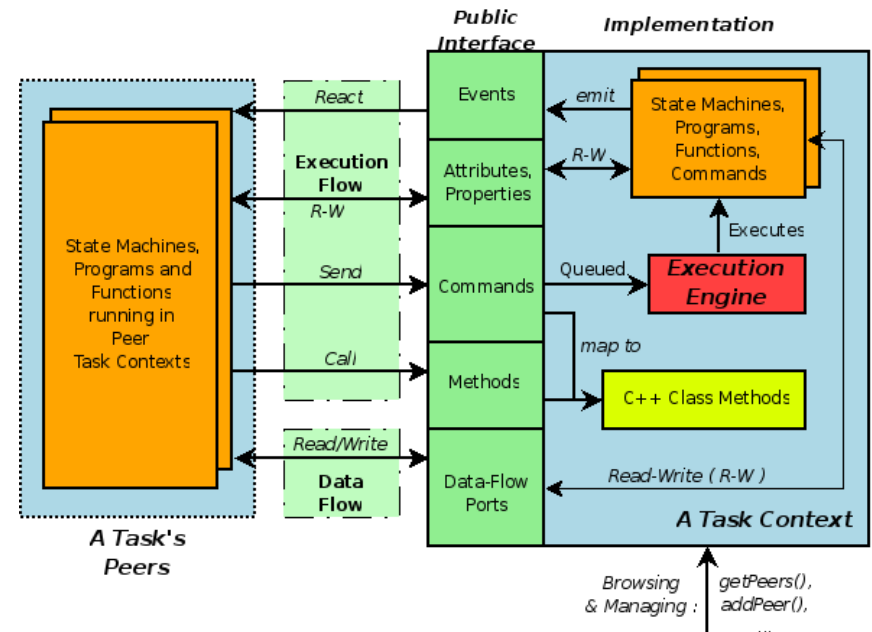 Public
Interface
Implementation
React
Execution
Flow
R-W
Send
Call
Read/Write
Data
Flow
State Machines,
Programs and
Functions
running in
Peer
Task Contexts
A Task's
Peers
Events
Attributes,
Properties
Commands
Methods
Data-Flow
Ports
emit
R-W
State Machines,
Programs,
Functions,
Commands
Executes
Queued
Execution
Engine
map to
C++ Class Methods
Read-Write ( R-W )
A Task Context
Browsing
& Managing :
getPeers(),
addPeer(),